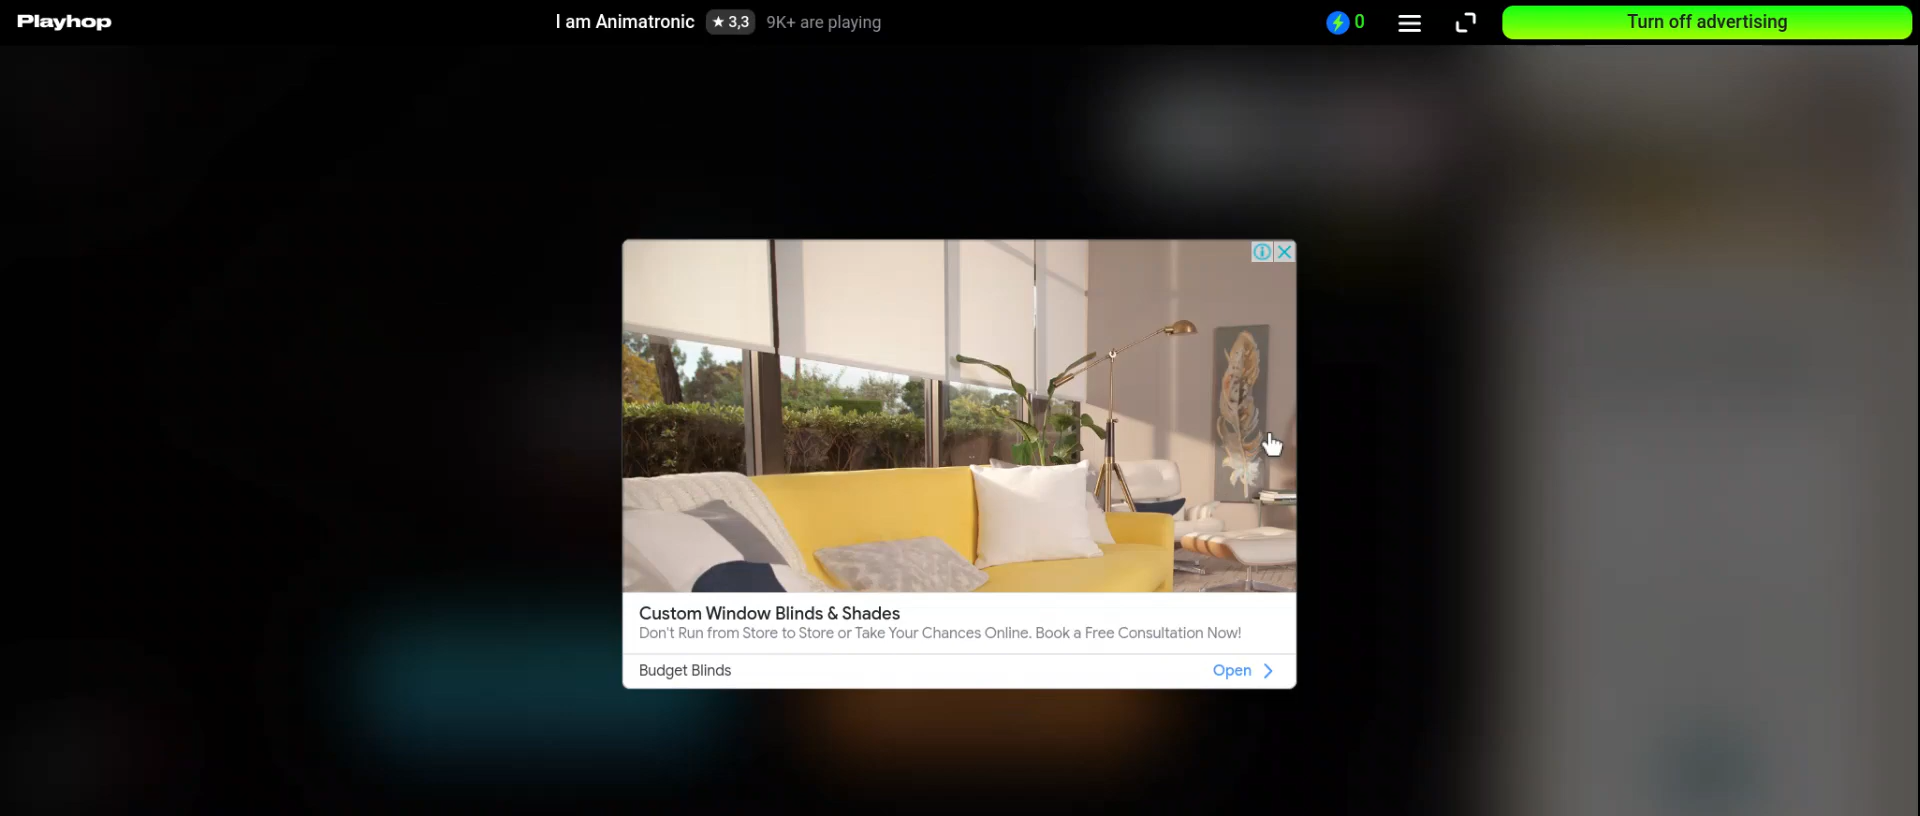 Playhop
I am Animatronic ★ 3,3 9K+ are playing
0
Turn off advertising
Custom Window Blinds & Shades
Don't Run from Store to Store or Take Your Chances Online. Book a Free Consultation Now!
Budget Blinds
Open